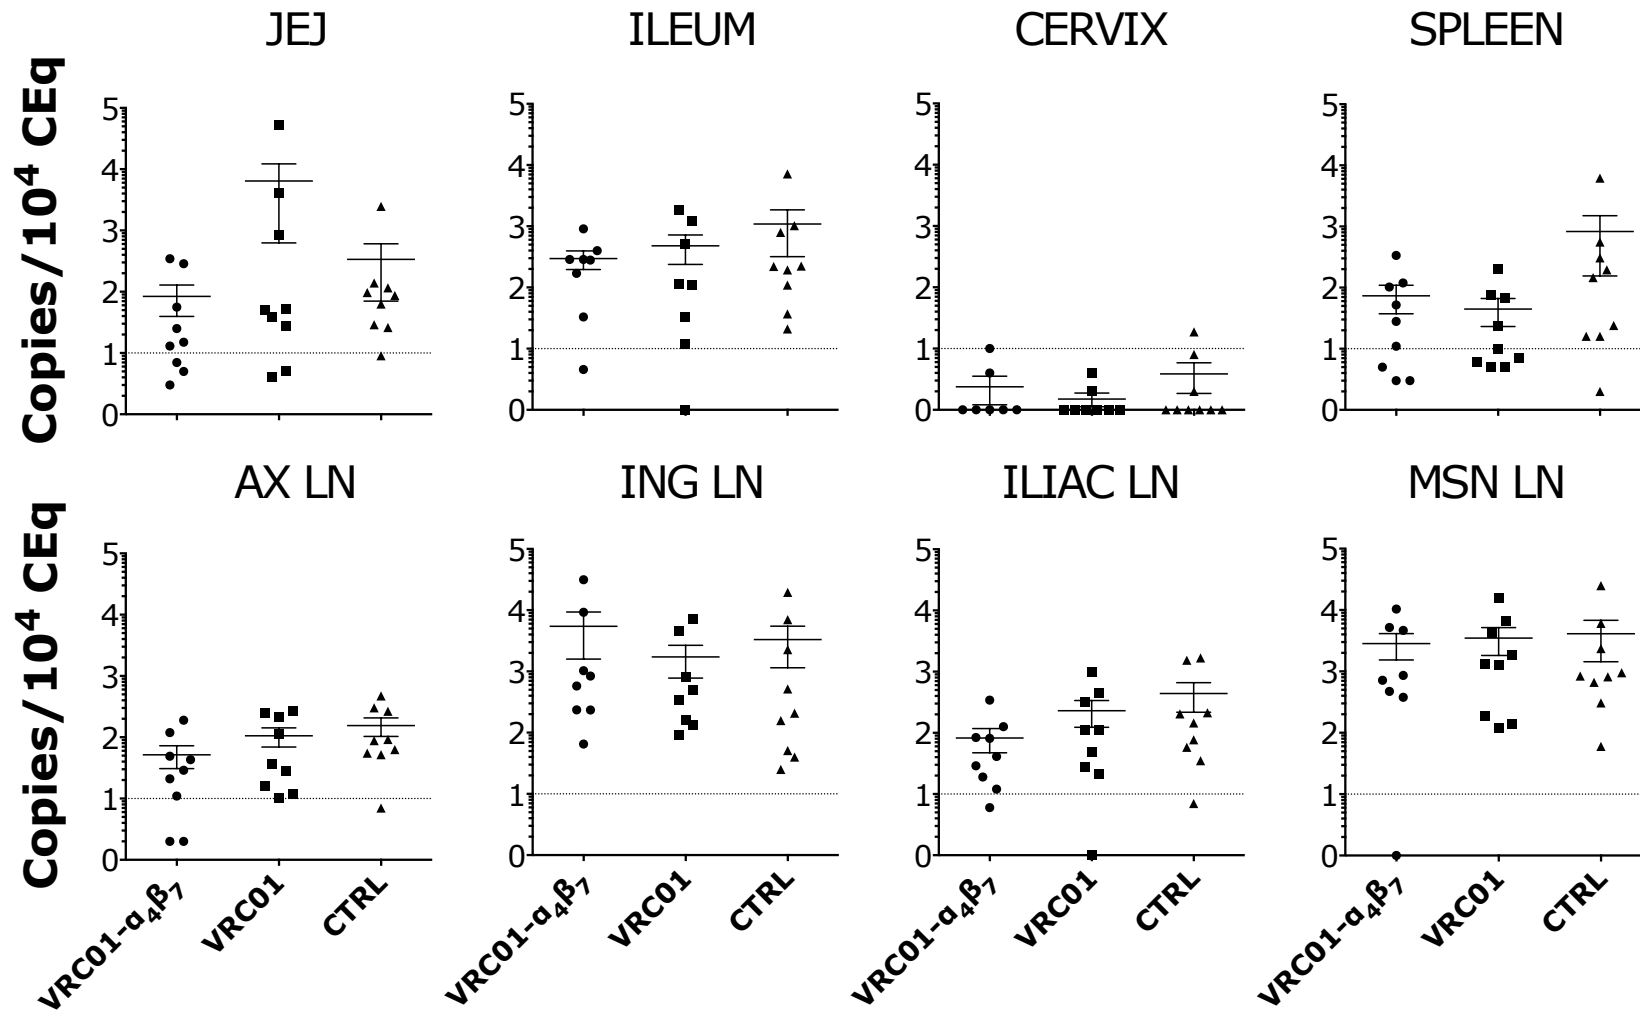 JEJ ILEUM CERVIX SPLEEN
Copies/10⁴ CEq
5 5 5 5
4 4 4 4
3 3 3 3
2 2 2 2
1 1 1 1
0 0 0 0
AX LN ING LN ILIAC LN MSN LN
Copies/10⁴ CEq
5 5 5 5
4 4 4 4
3 3 3 3
2 2 2 2
1 1 1 1
0 0 0 0
VRC01-α₄β₇ VRC01 CTRL VRC01-α₄β₇ VRC01 CTRL VRC01-α₄β₇ VRC01 CTRL VRC01-α₄β₇ VRC01 CTRL